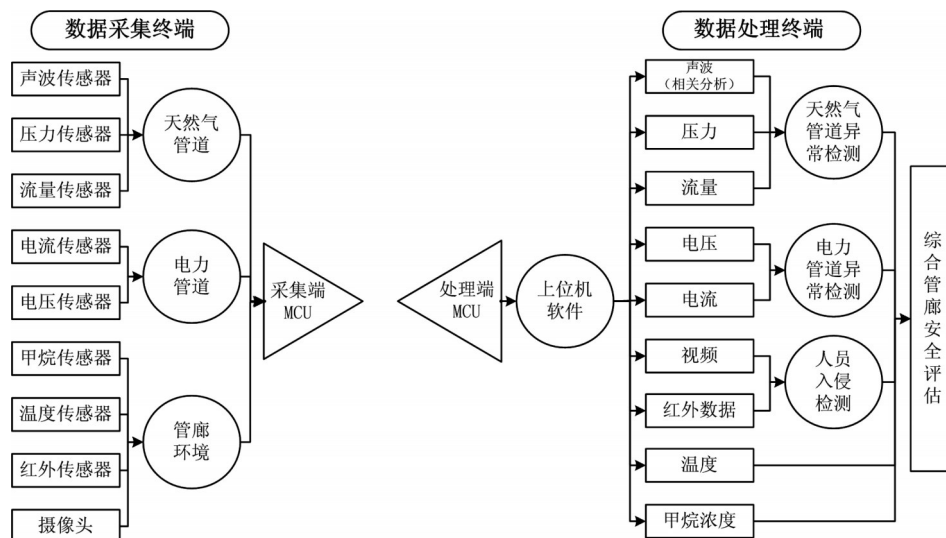 数据采集终端
声波传感器
压力传感器
流量传感器
电流传感器
电压传感器
甲烷传感器
温度传感器
红外传感器
摄像头
天然气
管道
电力
管道
管廊
环境
采集端
MCU
数据处理终端
处理端
MCU
上位机
软件
声波
(相关分析)
压力
流量
电压
电流
视频
红外数据
温度
甲烷浓度
天然气
管道异
常检测
电力
管道异
常检测
人员
入侵
检测
综合管廊安全评估